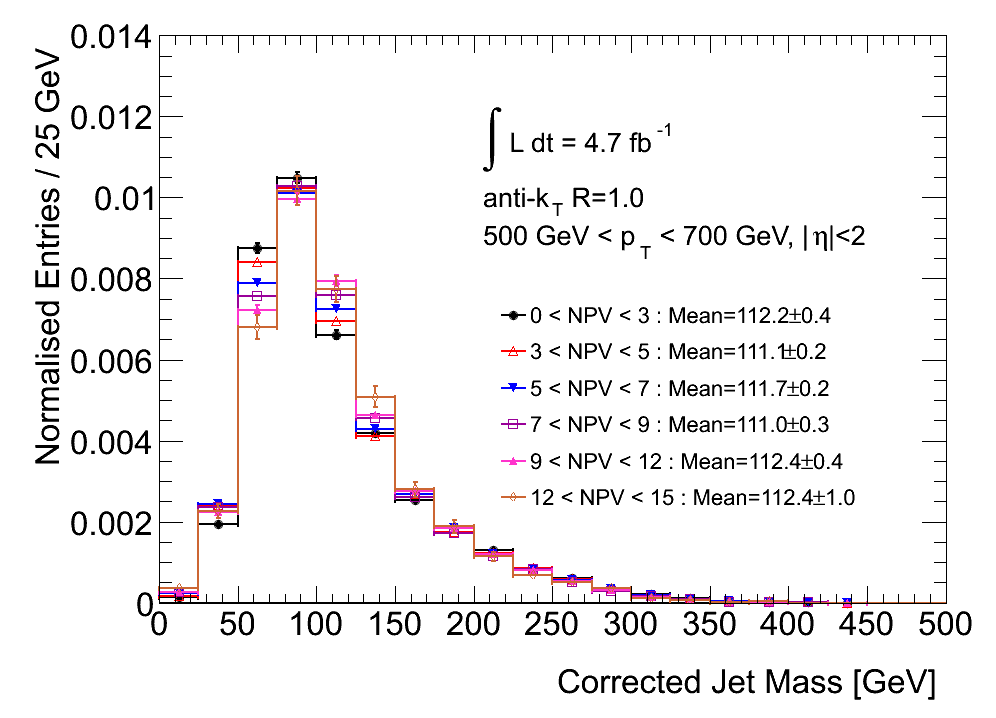 Normalised Entries / 25 GeV
0.014
0.012
0.01
0.008
0.006
0.004
0.002
0
∫ L dt = 4.7 fb⁻¹
anti-k_T R=1.0
500 GeV < p_T < 700 GeV, |η|<2
0 < NPV < 3 : Mean=112.2±0.4
3 < NPV < 5 : Mean=111.1±0.2
5 < NPV < 7 : Mean=111.7±0.2
7 < NPV < 9 : Mean=111.0±0.3
9 < NPV < 12 : Mean=112.4±0.4
12 < NPV < 15 : Mean=112.4±1.0
0 50 100 150 200 250 300 350 400 450 500
Corrected Jet Mass [GeV]